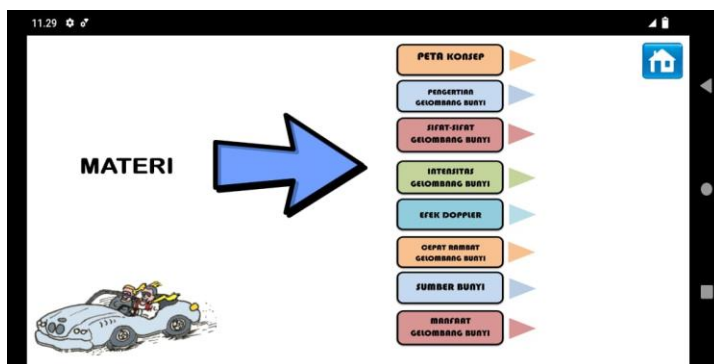 11.29
MATERI
PETA KONSEP
PENGERTIAN
GELOMBANG BUNYI
SIFAT-SIFAT
GELOMBANG BUNYI
INTENSITAS
GELOMBNAG BUNYI
EFEK DOPPLER
CEPAT RAMBAT
GELOMBANG BUNYI
SUMBER BUNYI
MANFAAT
GELOMBANG BUNYI